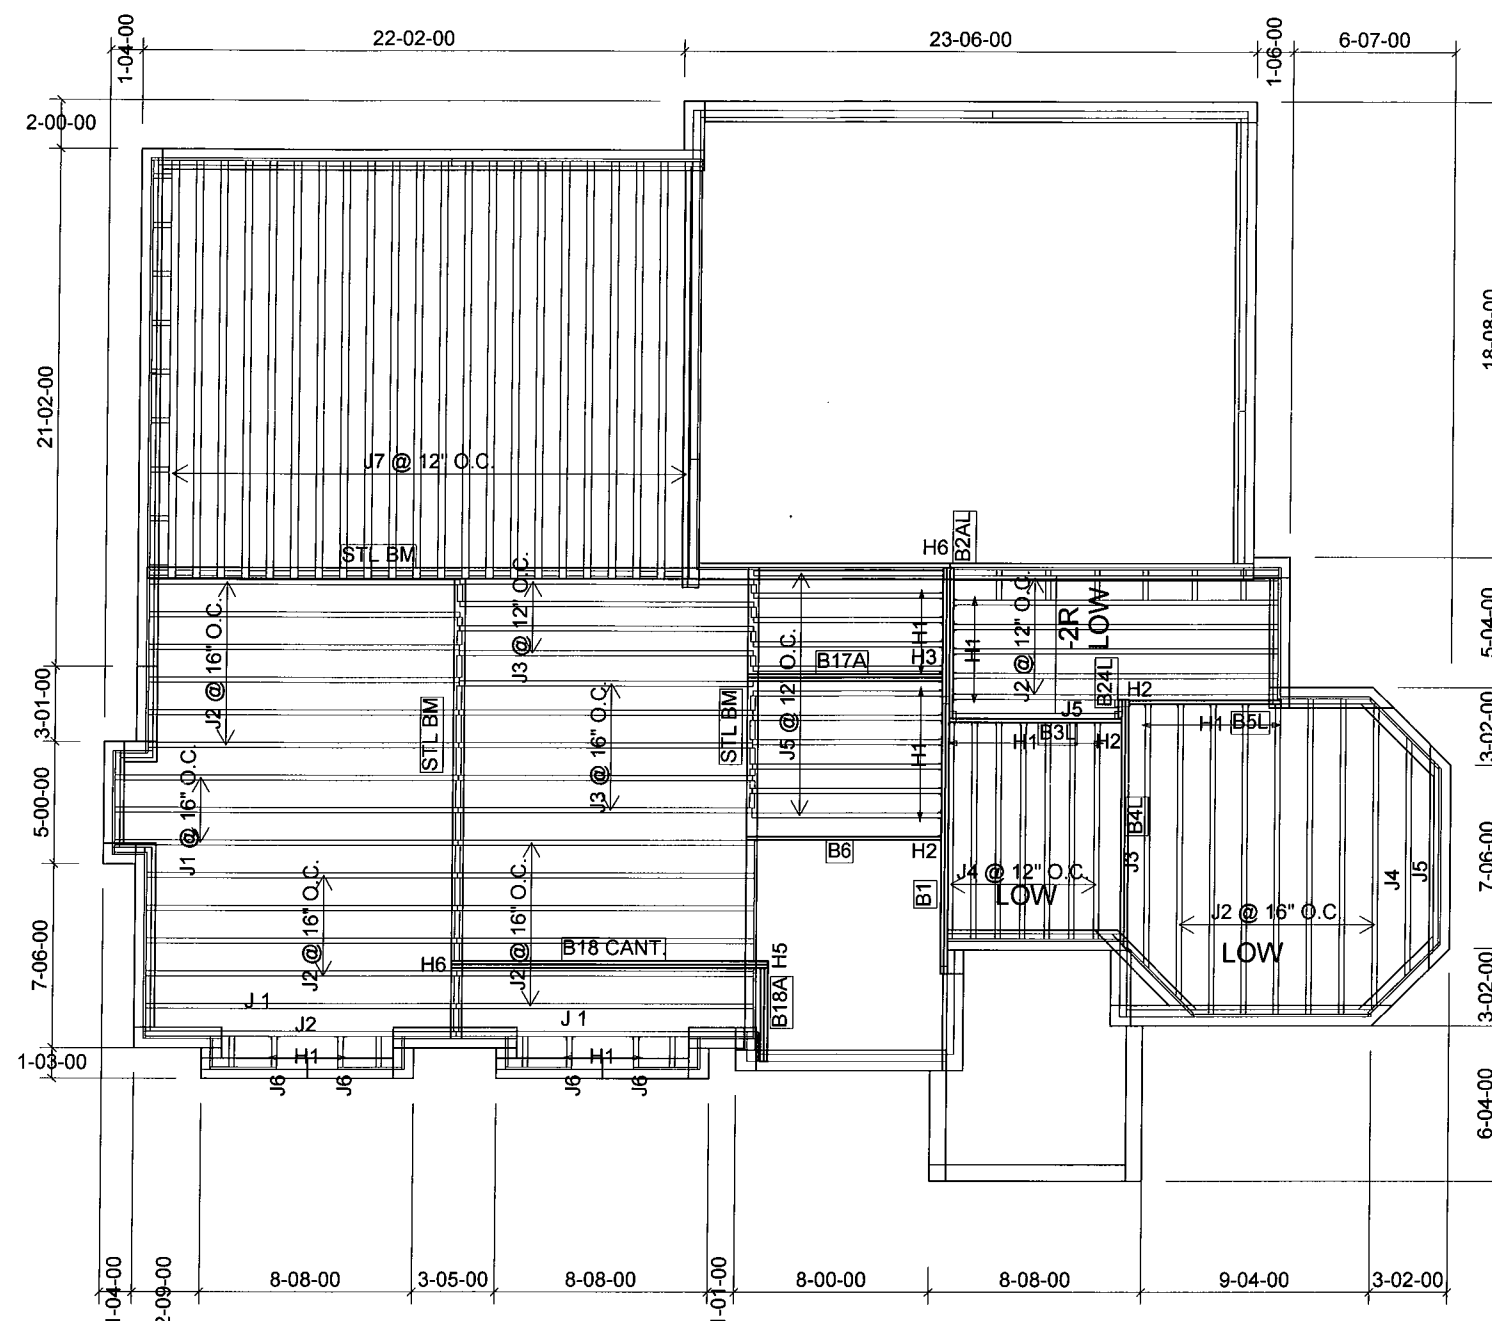 1-04-00
22-02-00
23-06-00
1-06-00
6-07-00
2-00-00
18-08-00
21-02-00
J7 @ 12" O.C.
STL BM
H6
B2AL
J2 @ 16" O.C.
J3 @ 12" O.C.
J5 @ 12" O.C.
H1
H3
B17A
H1
J2 @ 12" O.C.
-2R
LOW
5-04-00
3-01-00
STL BM
J3 @ 16" O.C.
STL BM
H1
B24L
H2
J5
H1
B3L
H2
H1
B5L
3-02-00
5-00-00
J1 @ 16" O.C.
B6
H2
B4L
J3
J4
J5
7-06-00
J4 @ 12" O.C.
LOW
B1
J2 @ 16" O.C
LOW
7-06-00
J2 @ 16" O.C.
J2 @ 16" O.C.
B18 CANT.
H6
H5
B18A
3-02-00
J 1
J2
J 1
1-03-00
H1
H1
J6
J6
J6
J6
6-04-00
1-04-00
2-09-00
8-08-00
3-05-00
8-08-00
1-01-00
8-00-00
8-08-00
9-04-00
3-02-00